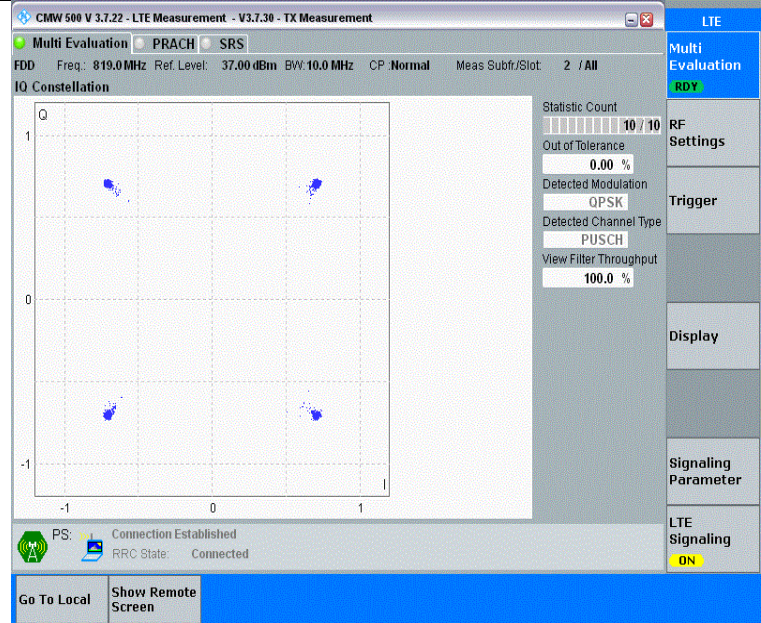 CMW 500 V 3.7.22 - LTE Measurement - V3.7.30 - TX Measurement
LTE
Multi Evaluation PRACH SRS
Multi
Evaluation
RDY
FDD Freq.: 819.0 MHz Ref. Level: 37.00 dBm BW: 10.0 MHz CP :Normal Meas Subfr./Slot: 2 / All
IQ Constellation
Q
1
0
-1
-1
0
1
I
Statistic Count
10 / 10
Out of Tolerance
0.00 %
Detected Modulation
QPSK
Detected Channel Type
PUSCH
View Filter Throughput
100.0 %
RF
Settings
Trigger
Display
Signaling
Parameter
LTE
Signaling
ON
PS: Connection Established
RRC State: Connected
Go To Local
Show Remote
Screen